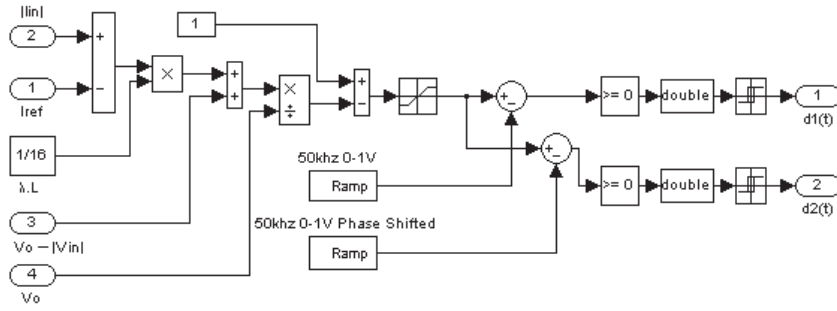 |Iin|
2
+
−
1
Iref
1/16
λ.L
3
Vo −|Vin|
4
Vo
×
1
+
+
×
÷
+
−
50khz 0-1V
Ramp
50khz 0-1V Phase Shifted
Ramp
+
−
+
−
>= 0
double
1
d1(t)
>= 0
double
2
d2(t)